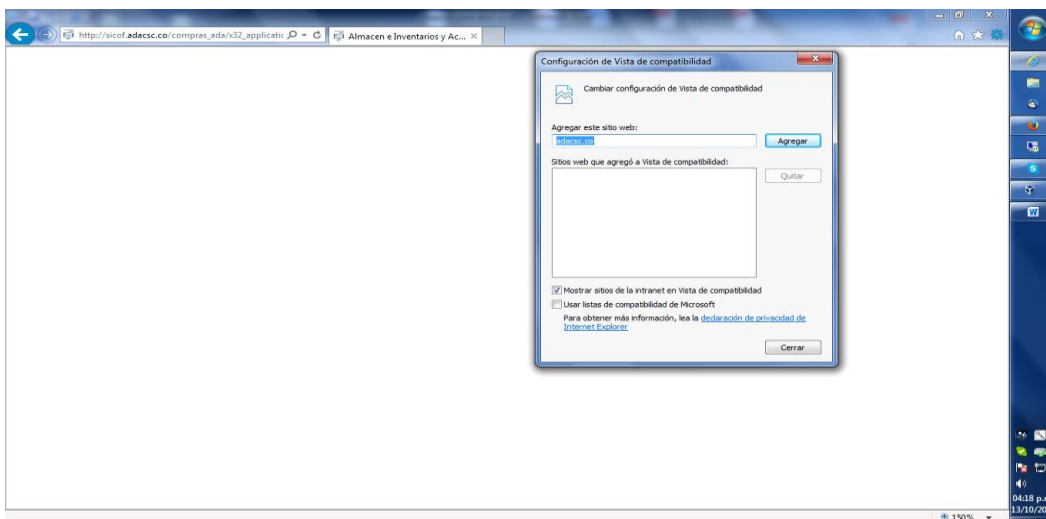 http://sicof.adacsc.co/compras_ada/x32_applicatic
Almacen e Inventarios y Ac...
Configuración de Vista de compatibilidad
Cambiar configuración de Vista de compatibilidad
Agregar este sitio web:
adacsc.co
Agregar
Sitios web que agregó a Vista de compatibilidad:
Quitar
Mostrar sitios de la intranet en Vista de compatibilidad
Usar listas de compatibilidad de Microsoft
Para obtener más información, lea la declaración de privacidad de
Internet Explorer
Cerrar
150%
04:18 p.
13/10/20